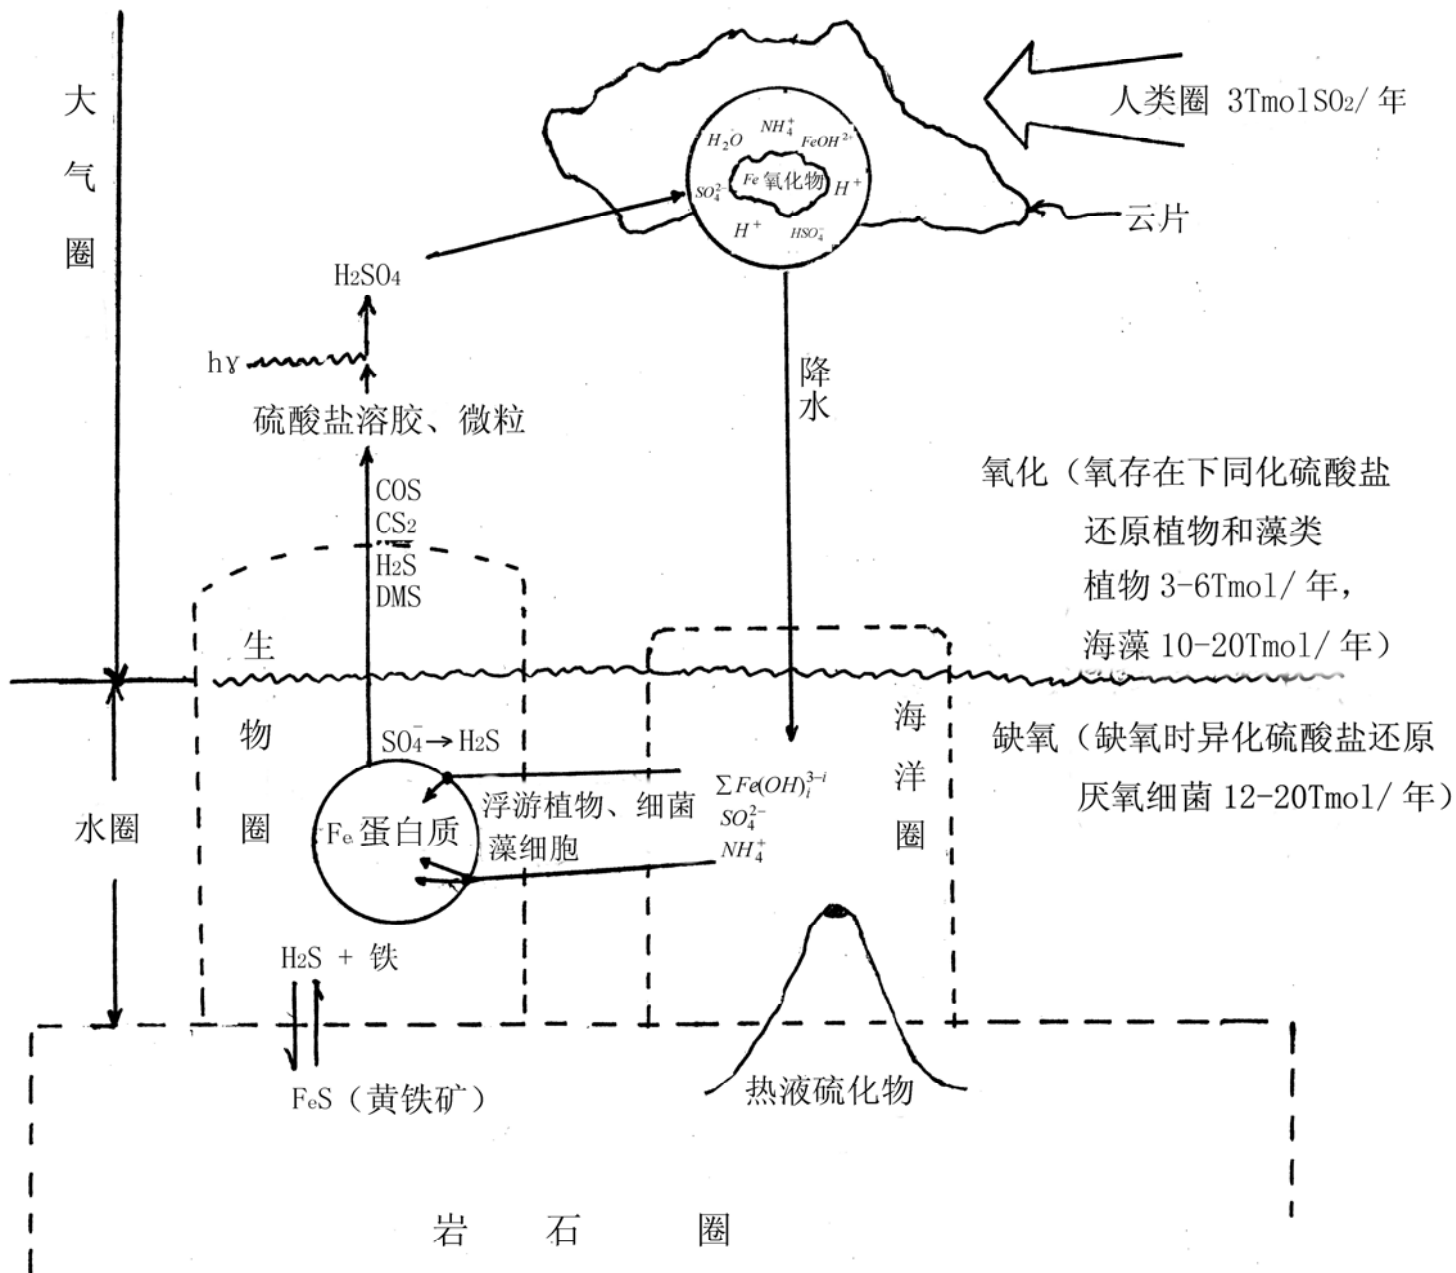 大
气
圈
人类圈 3TmolSO₂/年
H₂O
NH₄⁺
FeOH²⁺
SO₄²⁻
Fe 氧化物
H⁺
H⁺
HSO₄⁻
云片
H₂SO₄
hγ
硫酸盐溶胶、微粒
降
水
COS
CS₂
H₂S
DMS
氧化（氧存在下同化硫酸盐
还原植物和藻类
植物 3-6Tmol/年，
海藻 10-20Tmol/年）
生
物
圈
海
洋
圈
水圈
SO₄⁻→H₂S
Fe 蛋白质
浮游植物、细菌
藻细胞
∑Fe(OH)ᵢ³⁻ⁱ
SO₄²⁻
NH₄⁺
缺氧（缺氧时异化硫酸盐还原
厌氧细菌 12-20Tmol/年）
H₂S + 铁
FeS（黄铁矿）
热液硫化物
岩 石 圈